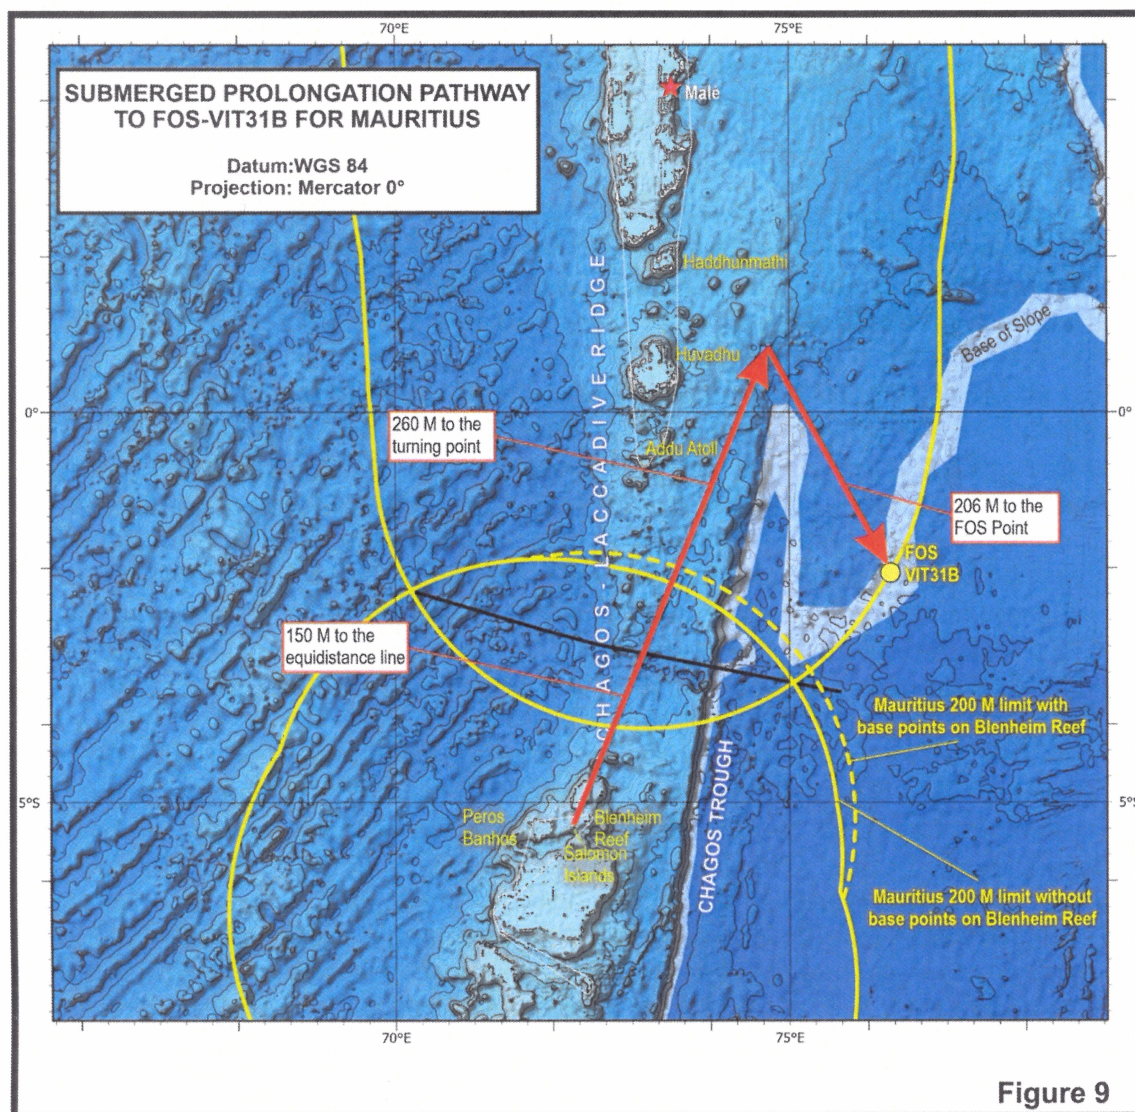 70°E
75°E
SUBMERGED PROLONGATION PATHWAY
TO FOS-VIT31B FOR MAURITIUS
Datum:WGS 84
Projection: Mercator 0°
Malé
Haddhunmathi
Huvadhu
Base of Slope
CHAGOS - LACCADIVE RIDGE
0°
0°
260 M to the
turning point
Addu Atoll
206 M to the
FOS Point
FOS
VIT31B
150 M to the
equidistance line
Mauritius 200 M limit with
base points on Blenheim Reef
CHAGOS TROUGH
5°S
5°S
Peros
Banhos
Blenheim
Reef
Salomon
Islands
Mauritius 200 M limit without
base points on Blenheim Reef
70°E
75°E
Figure 9